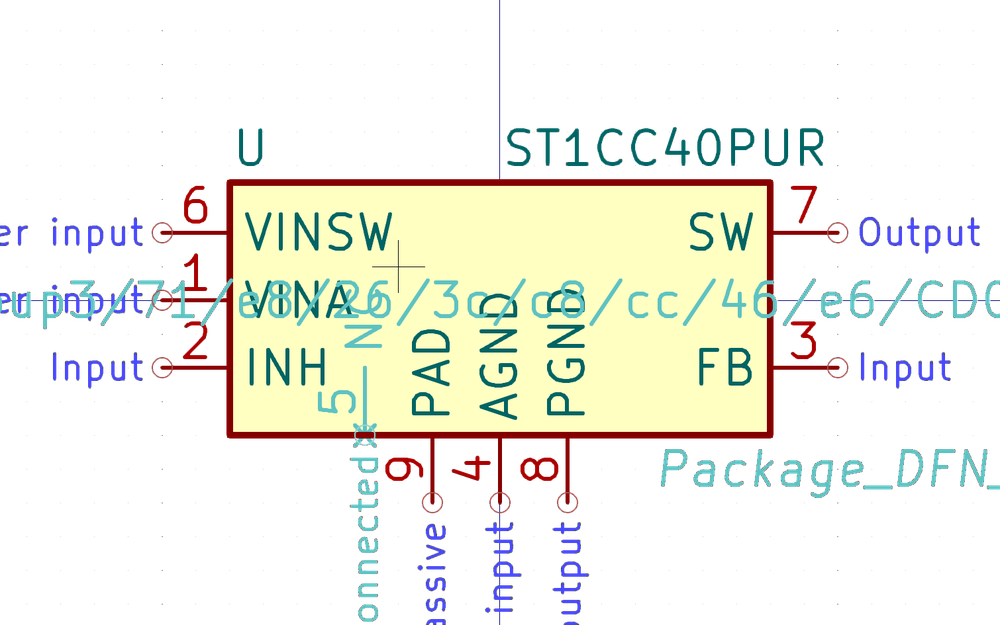 U
ST1CC40PUR
6
VINSW
SW
7
er input
Output
1
VINA
er input
up3/71/e8/26/3c/c8/cc/46/e6/CD0
2
INH
FB
3
Input
Input
NC
5
PAD
AGND
PGND
9
4
8
Package_DFN_
onnected
assive
input
output